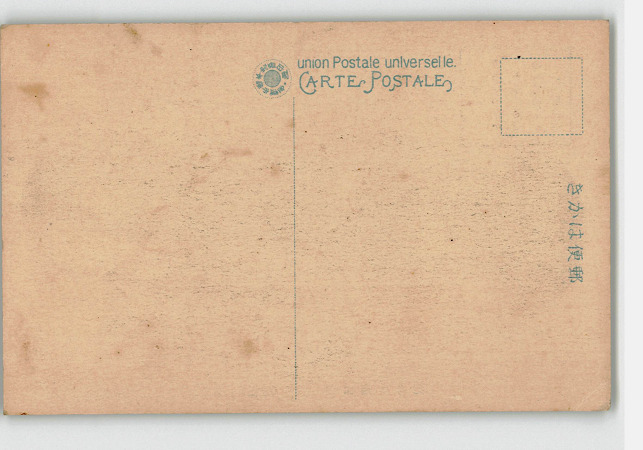 union Postale universelle.
CARTE POSTALE
きかは便郵